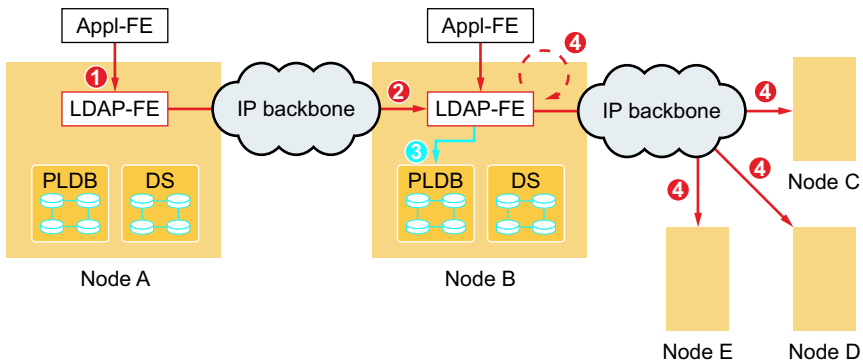 Appl-FE
Appl-FE
4
1
LDAP-FE
IP backbone
2
LDAP-FE
IP backbone
4
3
PLDB
DS
PLDB
DS
4
4
Node C
Node A
Node B
Node E
Node D